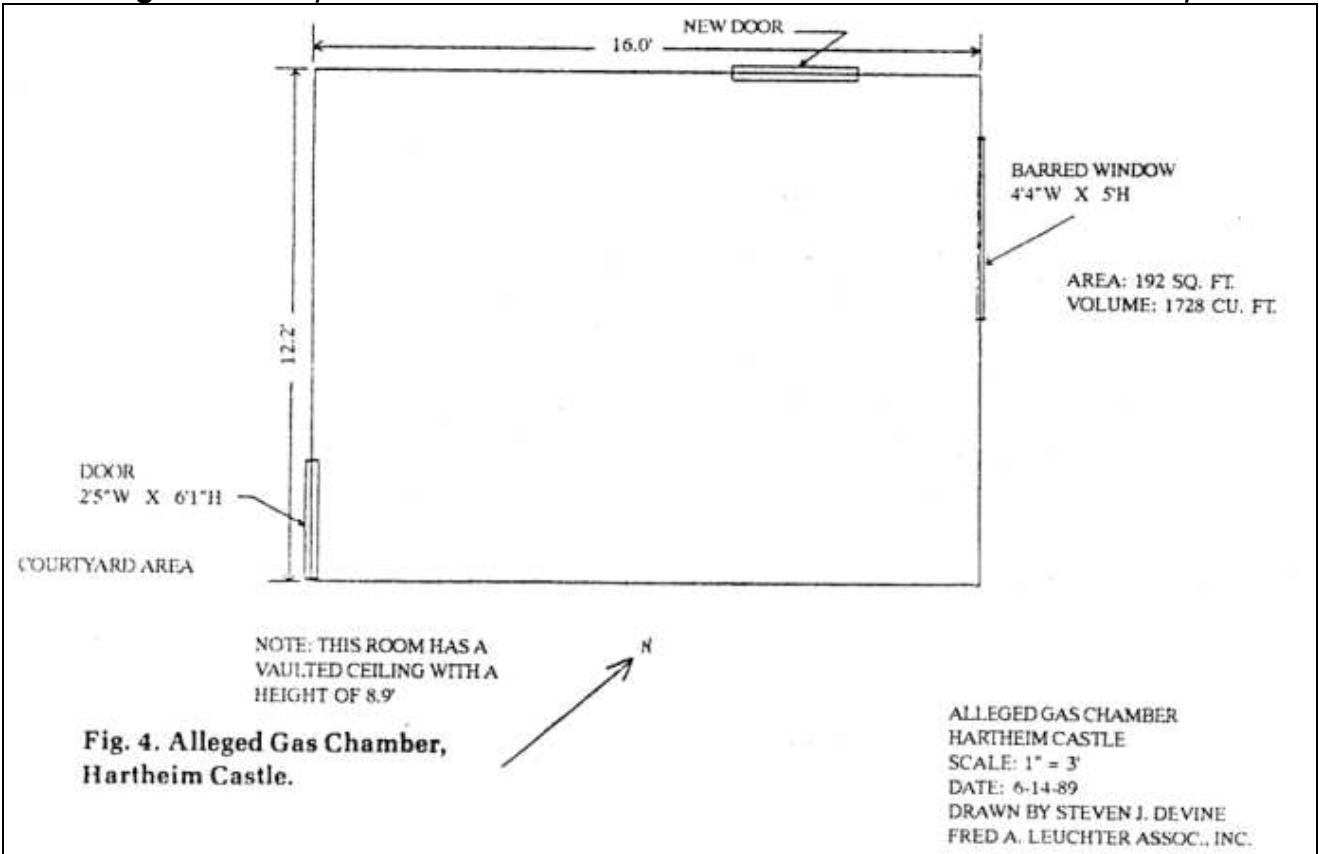 NEW DOOR
16.0'
BARRED WINDOW
4'4"W X 5'H
AREA: 192 SQ. FT.
VOLUME: 1728 CU. FT.
12.2'
DOOR
2'5"W X 6'1"H
COURTYARD AREA
NOTE: THIS ROOM HAS A
VAULTED CEILING WITH A
HEIGHT OF 8.9'
N
Fig. 4. Alleged Gas Chamber,
Hartheim Castle.
ALLEGED GAS CHAMBER
HARTHEIM CASTLE
SCALE: 1" = 3'
DATE: 6-14-89
DRAWN BY STEVEN J. DEVINE
FRED A. LEUCHTER ASSOC., INC.